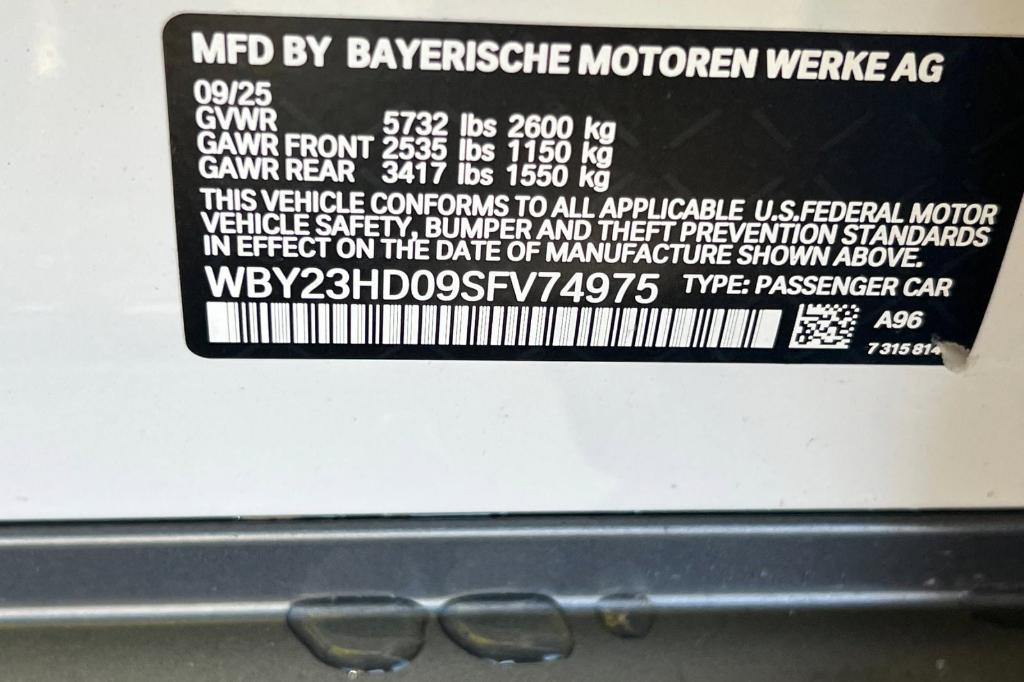 MFD BY BAYERISCHE MOTOREN WERKE AG
09/25
GVWR 5732 lbs 2600 kg
GAWR FRONT 2535 lbs 1150 kg
GAWR REAR 3417 lbs 1550 kg
THIS VEHICLE CONFORMS TO ALL APPLICABLE U.S.FEDERAL MOTOR
VEHICLE SAFETY, BUMPER AND THEFT PREVENTION STANDARDS
IN EFFECT ON THE DATE OF MANUFACTURE SHOWN ABOVE.
WBY23HD09SFV74975 TYPE: PASSENGER CAR
A96
7 315 814